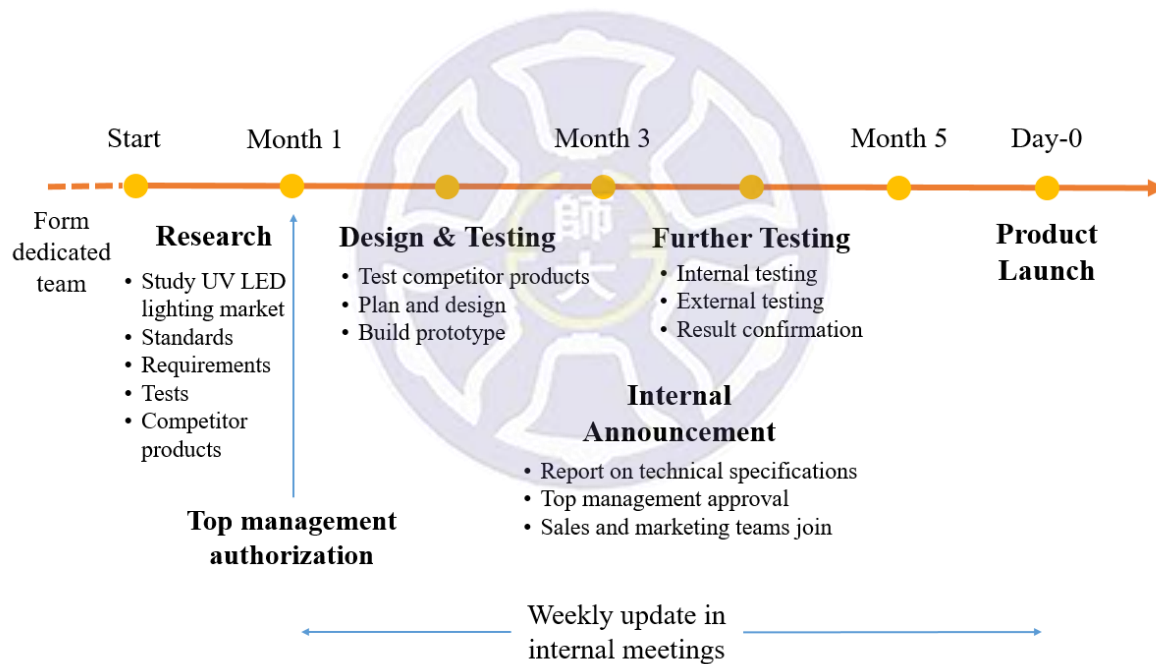 Start
Month 1
Month 3
Month 5
Day-0
Form
dedicated
team
Research
• Study UV LED
lighting market
• Standards
• Requirements
• Tests
• Competitor
products
Top management
authorization
Design & Testing
• Test competitor products
• Plan and design
• Build prototype
師
大
Further Testing
• Internal testing
• External testing
• Result confirmation
Internal
Announcement
• Report on technical specifications
• Top management approval
• Sales and marketing teams join
Product
Launch
Weekly update in
internal meetings